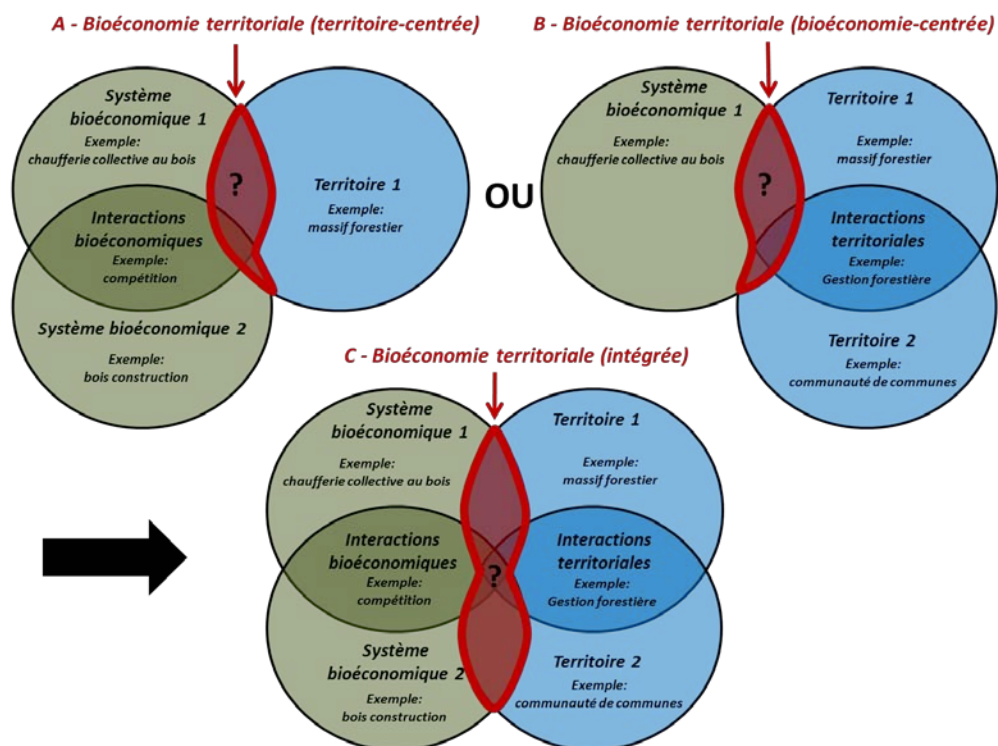 A - Bioéconomie territoriale (territoire-centrée)
Système
bioéconomique 1
Exemple:
chaufferie collective au bois
?
Territoire 1
Exemple:
massif forestier
Interactions
bioéconomiques
Exemple:
compétition
Système bioéconomique 2
Exemple:
bois construction
OU
B - Bioéconomie territoriale (bioéconomie-centrée)
Système
bioéconomique 1
Exemple:
chaufferie collective au bois
?
Territoire 1
Exemple:
massif forestier
Interactions
territoriales
Exemple:
Gestion forestière
Territoire 2
Exemple:
communauté de communes
C - Bioéconomie territoriale (intégrée)
Système
bioéconomique 1
Exemple:
chaufferie collective au bois
Territoire 1
Exemple:
massif forestier
Interactions
bioéconomiques
Exemple:
compétition
?
Interactions
territoriales
Exemple:
Gestion forestière
Système
bioéconomique 2
Exemple:
bois construction
Territoire 2
Exemple:
communauté de communes